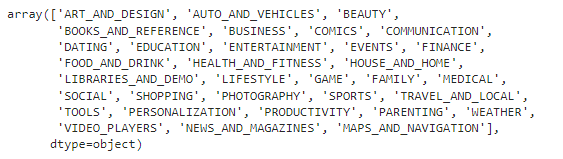 array(['ART_AND_DESIGN', 'AUTO_AND_VEHICLES', 'BEAUTY',
'BOOKS_AND_REFERENCE', 'BUSINESS', 'COMICS', 'COMMUNICATION',
'DATING', 'EDUCATION', 'ENTERTAINMENT', 'EVENTS', 'FINANCE',
'FOOD_AND_DRINK', 'HEALTH_AND_FITNESS', 'HOUSE_AND_HOME',
'LIBRARIES_AND_DEMO', 'LIFESTYLE', 'GAME', 'FAMILY', 'MEDICAL',
'SOCIAL', 'SHOPPING', 'PHOTOGRAPHY', 'SPORTS', 'TRAVEL_AND_LOCAL',
'TOOLS', 'PERSONALIZATION', 'PRODUCTIVITY', 'PARENTING', 'WEATHER',
'VIDEO_PLAYERS', 'NEWS_AND_MAGAZINES', 'MAPS_AND_NAVIGATION'],
dtype=object)